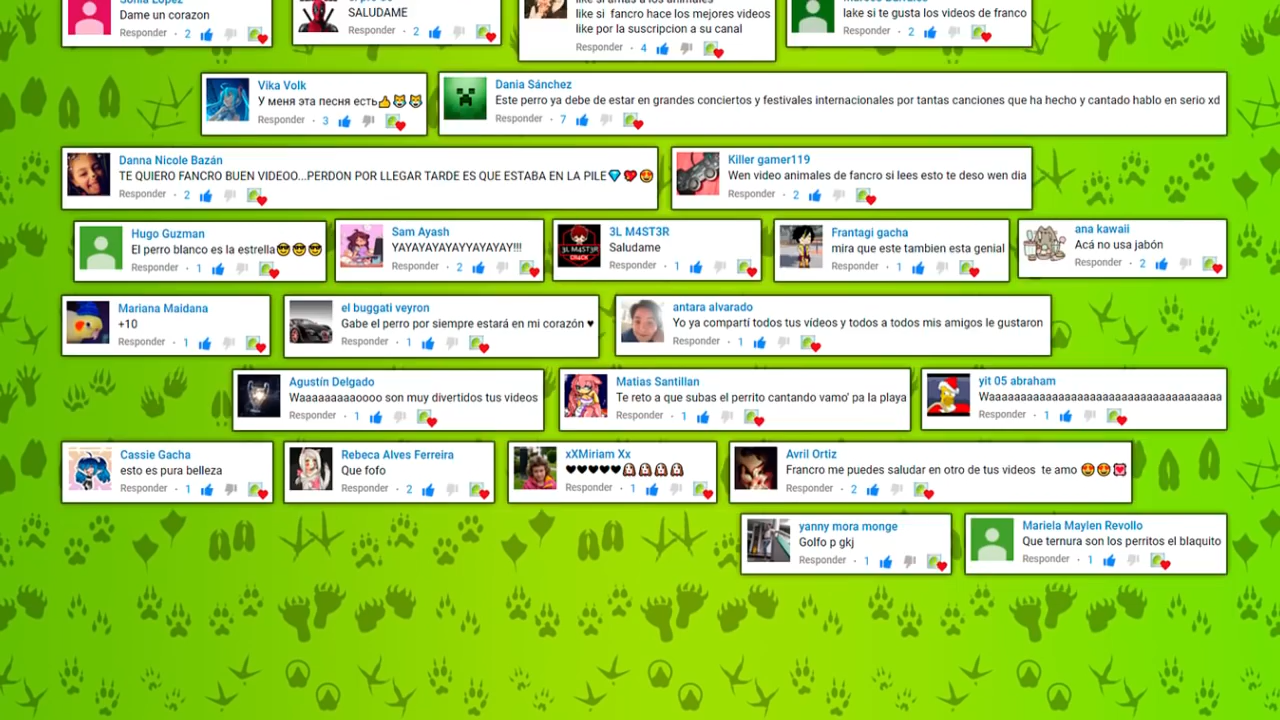 Dame un corazon
Responder · 2
SALUDAME
Responder · 2
like si fancro hace los mejores videos
like por la suscripcion a su canal
Responder · 4
lake si te gusta los videos de franco
Responder · 2
Vika Volk
У меня эта песня есть👍😹😹
Responder · 3
Dania Sánchez
Este perro ya debe de estar en grandes conciertos y festivales internacionales por tantas canciones que ha hecho y cantado hablo en serio xd
Responder · 7
Danna Nicole Bazán
TE QUIERO FANCRO BUEN VIDEOO...PERDON POR LLEGAR TARDE ES QUE ESTABA EN LA PILE💎💖😍
Responder · 2
Killer gamer119
Wen video animales de fancro si lees esto te deso wen dia
Responder · 2
Hugo Guzman
El perro blanco es la estrella😎😎😎
Responder · 1
Sam Ayash
YAYAYAYAYAYYAYAYAY!!!
Responder · 2
3L M4ST3R
Saludame
Responder · 1
Frantagi gacha
mira que este tambien esta genial
Responder · 1
ana kawaii
Acá no usa jabón
Responder · 2
Mariana Maidana
+10
Responder · 1
el buggati veyron
Gabe el perro por siempre estará en mi corazón ♥
Responder · 1
antara alvarado
Yo ya compartí todos tus vídeos y todos a todos mis amigos le gustaron
Responder · 1
Agustín Delgado
Waaaaaaaaaoooo son muy divertidos tus videos
Responder · 1
Matias Santillan
Te reto a que subas el perrito cantando vamo' pa la playa
Responder · 1
yit 05 abraham
Waaaaaaaaaaaaaaaaaaaaaaaaaaaaaaaaaaaaa
Responder · 1
Cassie Gacha
esto es pura belleza
Responder · 1
Rebeca Alves Ferreira
Que fofo
Responder · 2
xXMiriam Xx
♥♥♥♥♥🐶🐶🐶🐶
Responder · 1
Avril Ortiz
Francro me puedes saludar en otro de tus videos te amo 😍😍💟
Responder · 2
yanny mora monge
Golfo p gkj
Responder · 1
Mariela Maylen Revollo
Que ternura son los perritos el blaquito
Responder · 1